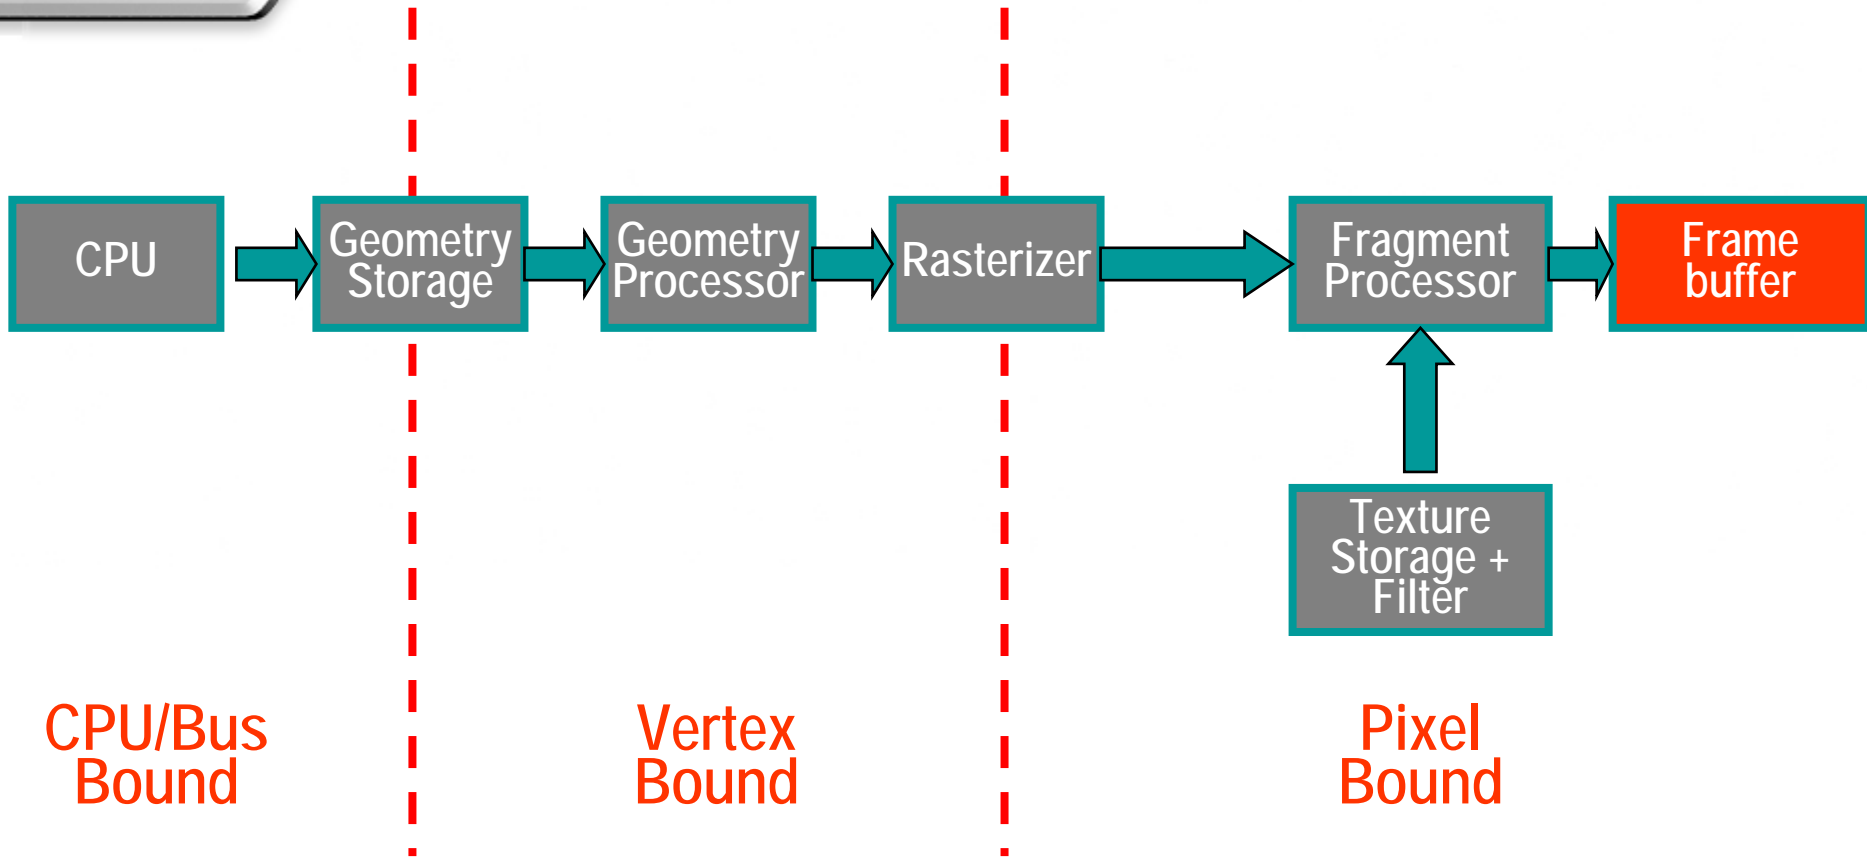 CPU
Geometry
Storage
Geometry
Processor
Rasterizer
Fragment
Processor
Frame
buffer
Texture
Storage +
Filter
CPU/Bus
Bound
Vertex
Bound
Pixel
Bound